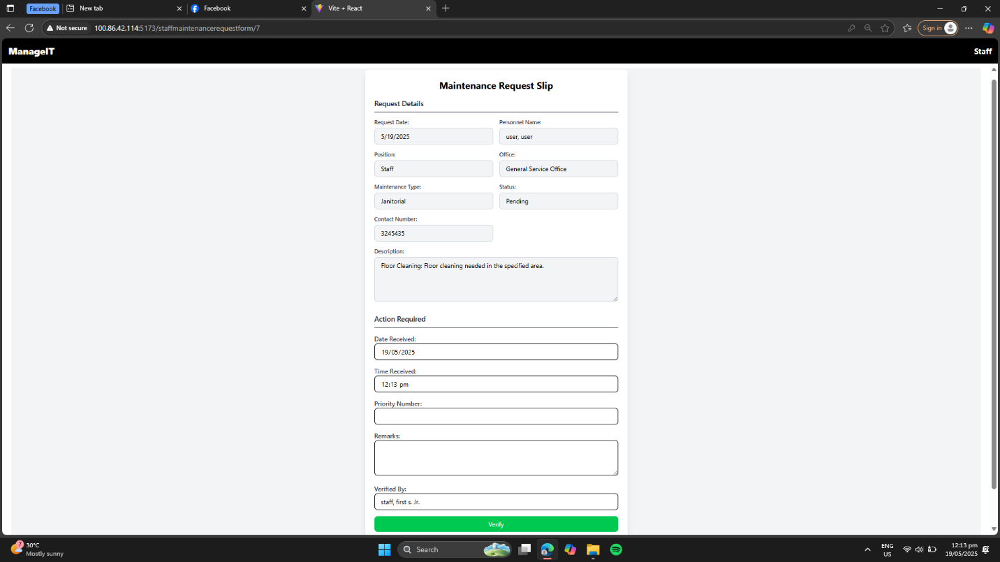 Facebook
New tab
Facebook
Vite + React
Not secure
100.86.42.114:5173/staffmaintenancerequestform/7
Sign in
ManageIT
Staff
Maintenance Request Slip
Request Details
Request Date:
Personnel Name:
5/19/2025
user, user
Position:
Office:
Staff
General Service Office
Maintenance Type:
Status:
Janitorial
Pending
Contact Number:
3245435
Description:
Floor Cleaning: Floor cleaning needed in the specified area.
Action Required
Date Received:
19/05/2025
Time Received:
12:13 pm
Priority Number:
Remarks:
Verified By:
staff, first s. Jr.
Verify
7
30°C
Mostly sunny
Search
ENG
US
12:13 pm
19/05/2025